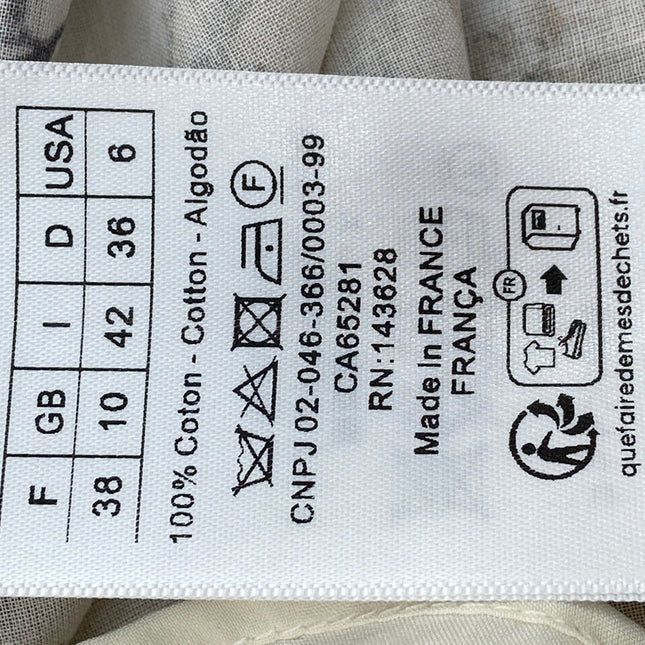 F GB I D USA
38 10 42 36 6
100% Coton - Cotton - Algodão
F
CNPJ 02-046-366/0003-99
CA65281
RN:143628
Made In FRANCE
FRANÇA
FR
quefairedemesdechets.fr